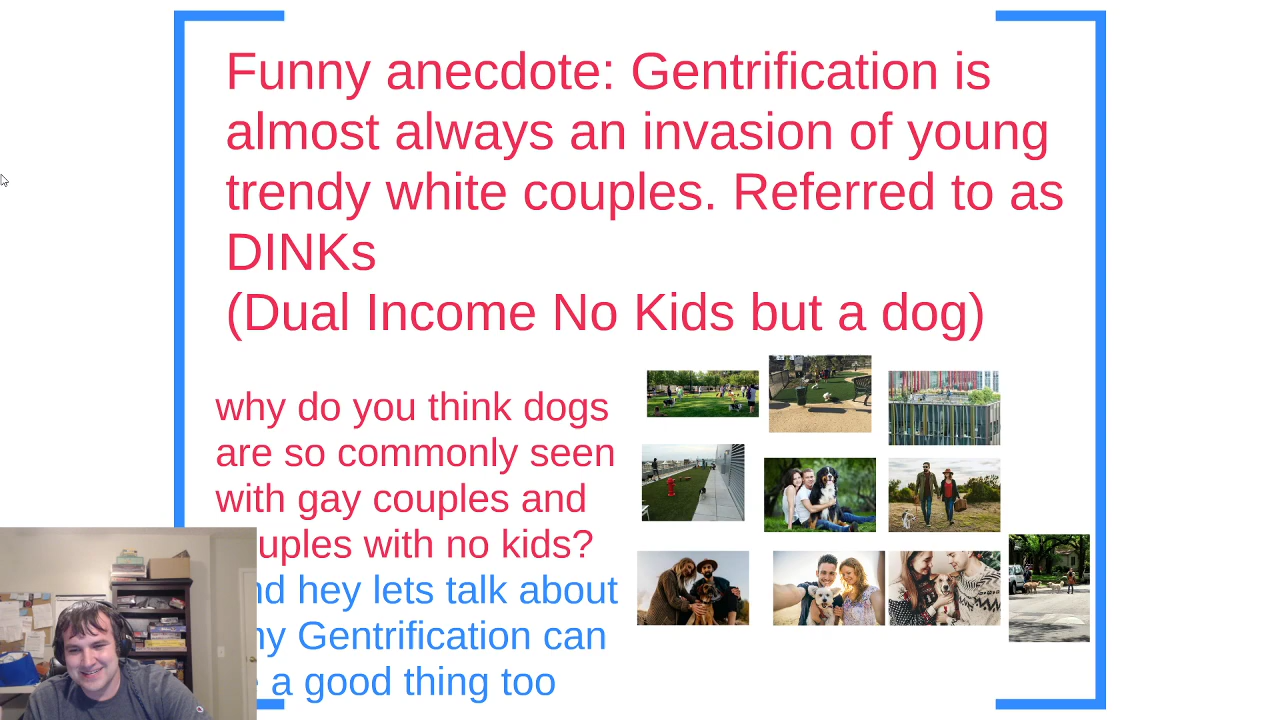 Funny anecdote: Gentrification is
almost always an invasion of young
trendy white couples. Referred to as
DINKs
(Dual Income No Kids but a dog)
why do you think dogs
are so commonly seen
with gay couples and
uples with no kids?
nd hey lets talk about
hy Gentrification can
a good thing too